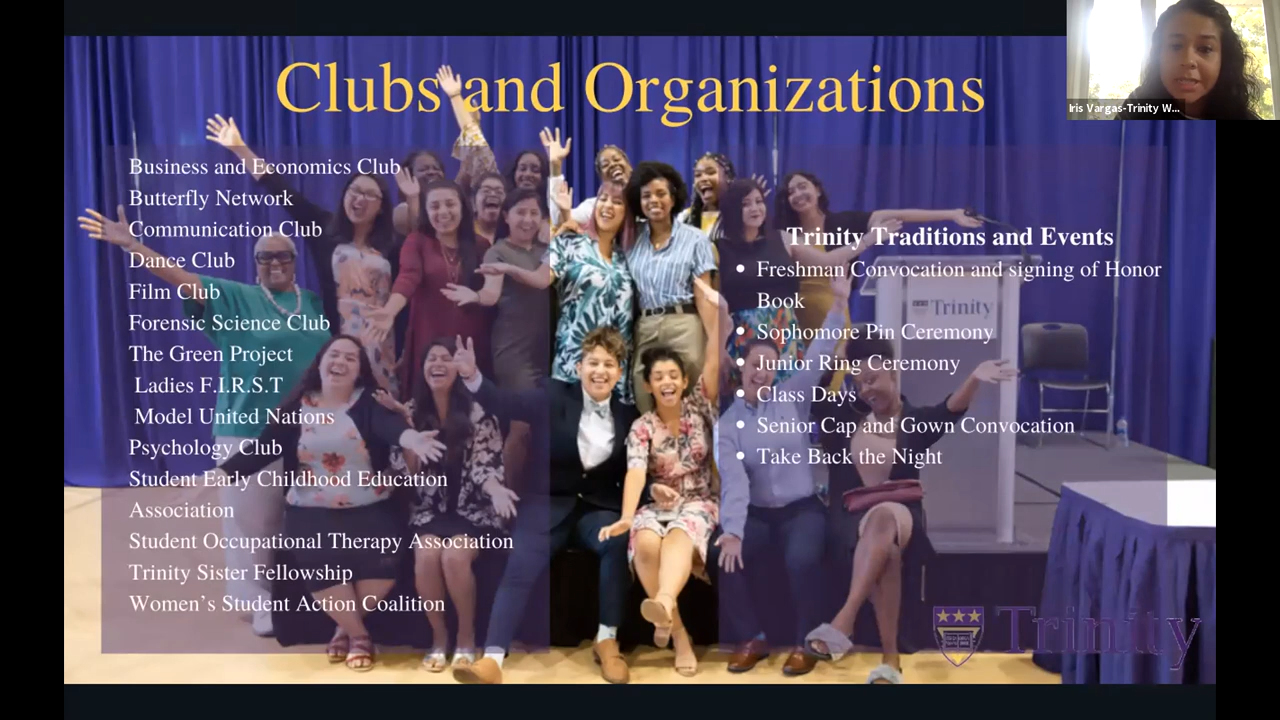 Clubs and Organizations
Iris Vargas-Trinity W...
Business and Economics Club
Butterfly Network
Communication Club
Dance Club
Film Club
Forensic Science Club
The Green Project
Ladies F.I.R.S.T
Model United Nations
Psychology Club
Student Early Childhood Education
Association
Student Occupational Therapy Association
Trinity Sister Fellowship
Women’s Student Action Coalition
Trinity Traditions and Events
• Freshman Convocation and signing of Honor
Book
• Sophomore Pin Ceremony
• Junior Ring Ceremony
• Class Days
• Senior Cap and Gown Convocation
• Take Back the Night
Trinity
Trinity